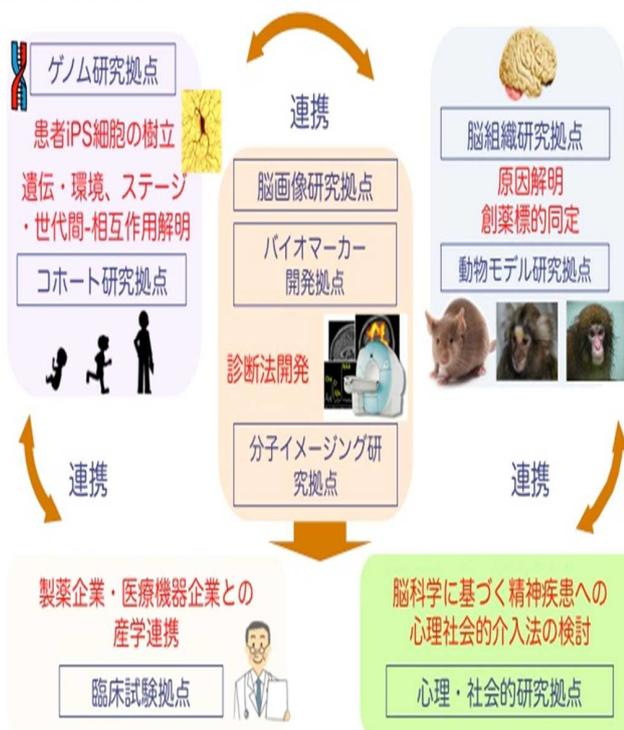 ゲノム研究拠点
患者iPS細胞の樹立
遺伝・環境、ステージ
・世代間-相互作用解明
コホート研究拠点
連携
脳画像研究拠点
バイオマーカー
開発拠点
診断法開発
分子イメージング研
究拠点
脳組織研究拠点
原因解明
創薬標的同定
動物モデル研究拠点
連携
連携
製薬企業・医療機器企業との
産学連携
臨床試験拠点
脳科学に基づく精神疾患への
心理社会的介入法の検討
心理・社会的研究拠点